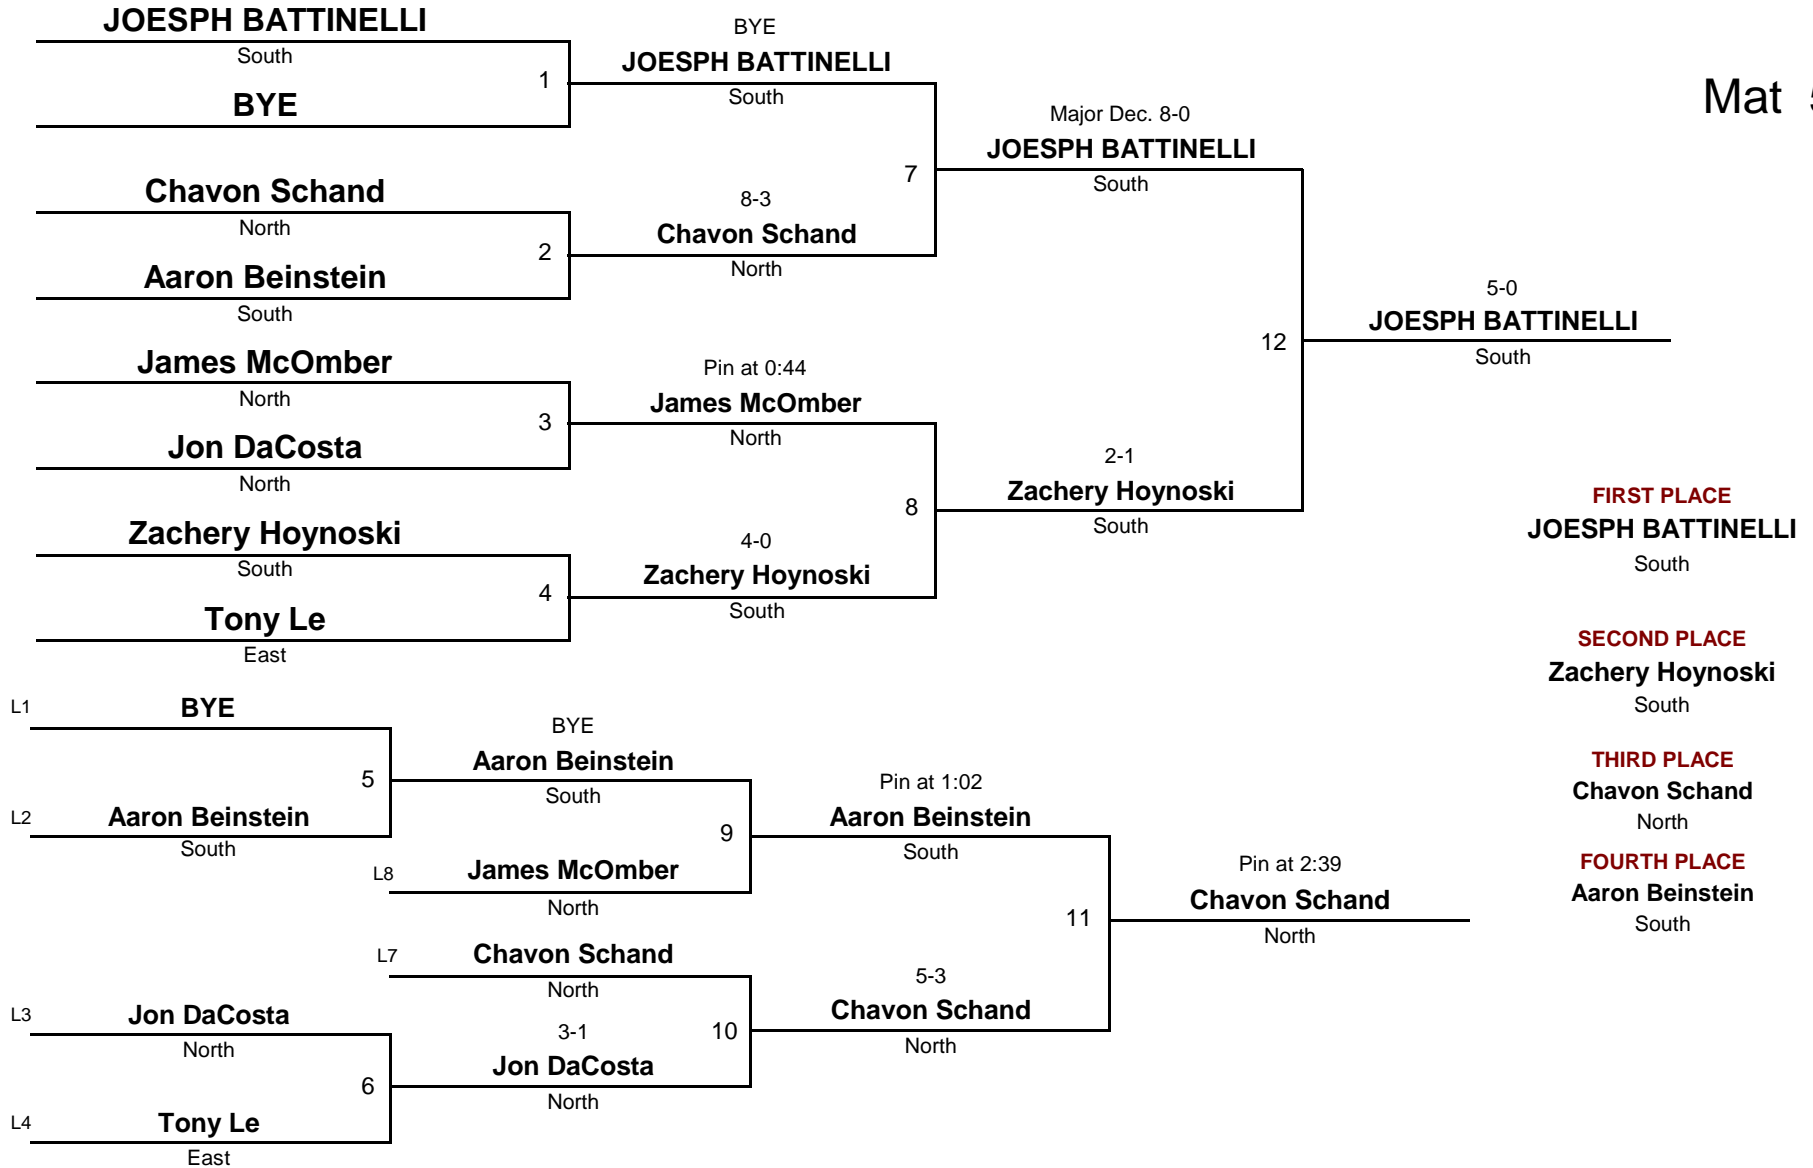 JOESPH BATTINELLI
South
1
BYE
BYE
JOESPH BATTINELLI
South
Chavon Schand
North
2
Aaron Beinstein
South
8-3
Chavon Schand
North
7
Major Dec. 8-0
JOESPH BATTINELLI
South
Mat 5
James McOmber
North
3
Jon DaCosta
North
Pin at 0:44
James McOmber
North
Zachery Hoynoski
South
4
Tony Le
East
4-0
Zachery Hoynoski
South
8
2-1
Zachery Hoynoski
South
12
5-0
JOESPH BATTINELLI
South
FIRST PLACE
JOESPH BATTINELLI
South
SECOND PLACE
Zachery Hoynoski
South
THIRD PLACE
Chavon Schand
North
FOURTH PLACE
Aaron Beinstein
South
L1 BYE
5
L2 Aaron Beinstein
South
BYE
Aaron Beinstein
South
9
L8 James McOmber
North
Pin at 1:02
Aaron Beinstein
South
L7 Chavon Schand
North
10
L3 Jon DaCosta
North
6
L4 Tony Le
East
3-1
Jon DaCosta
North
5-3
Chavon Schand
North
11
Pin at 2:39
Chavon Schand
North